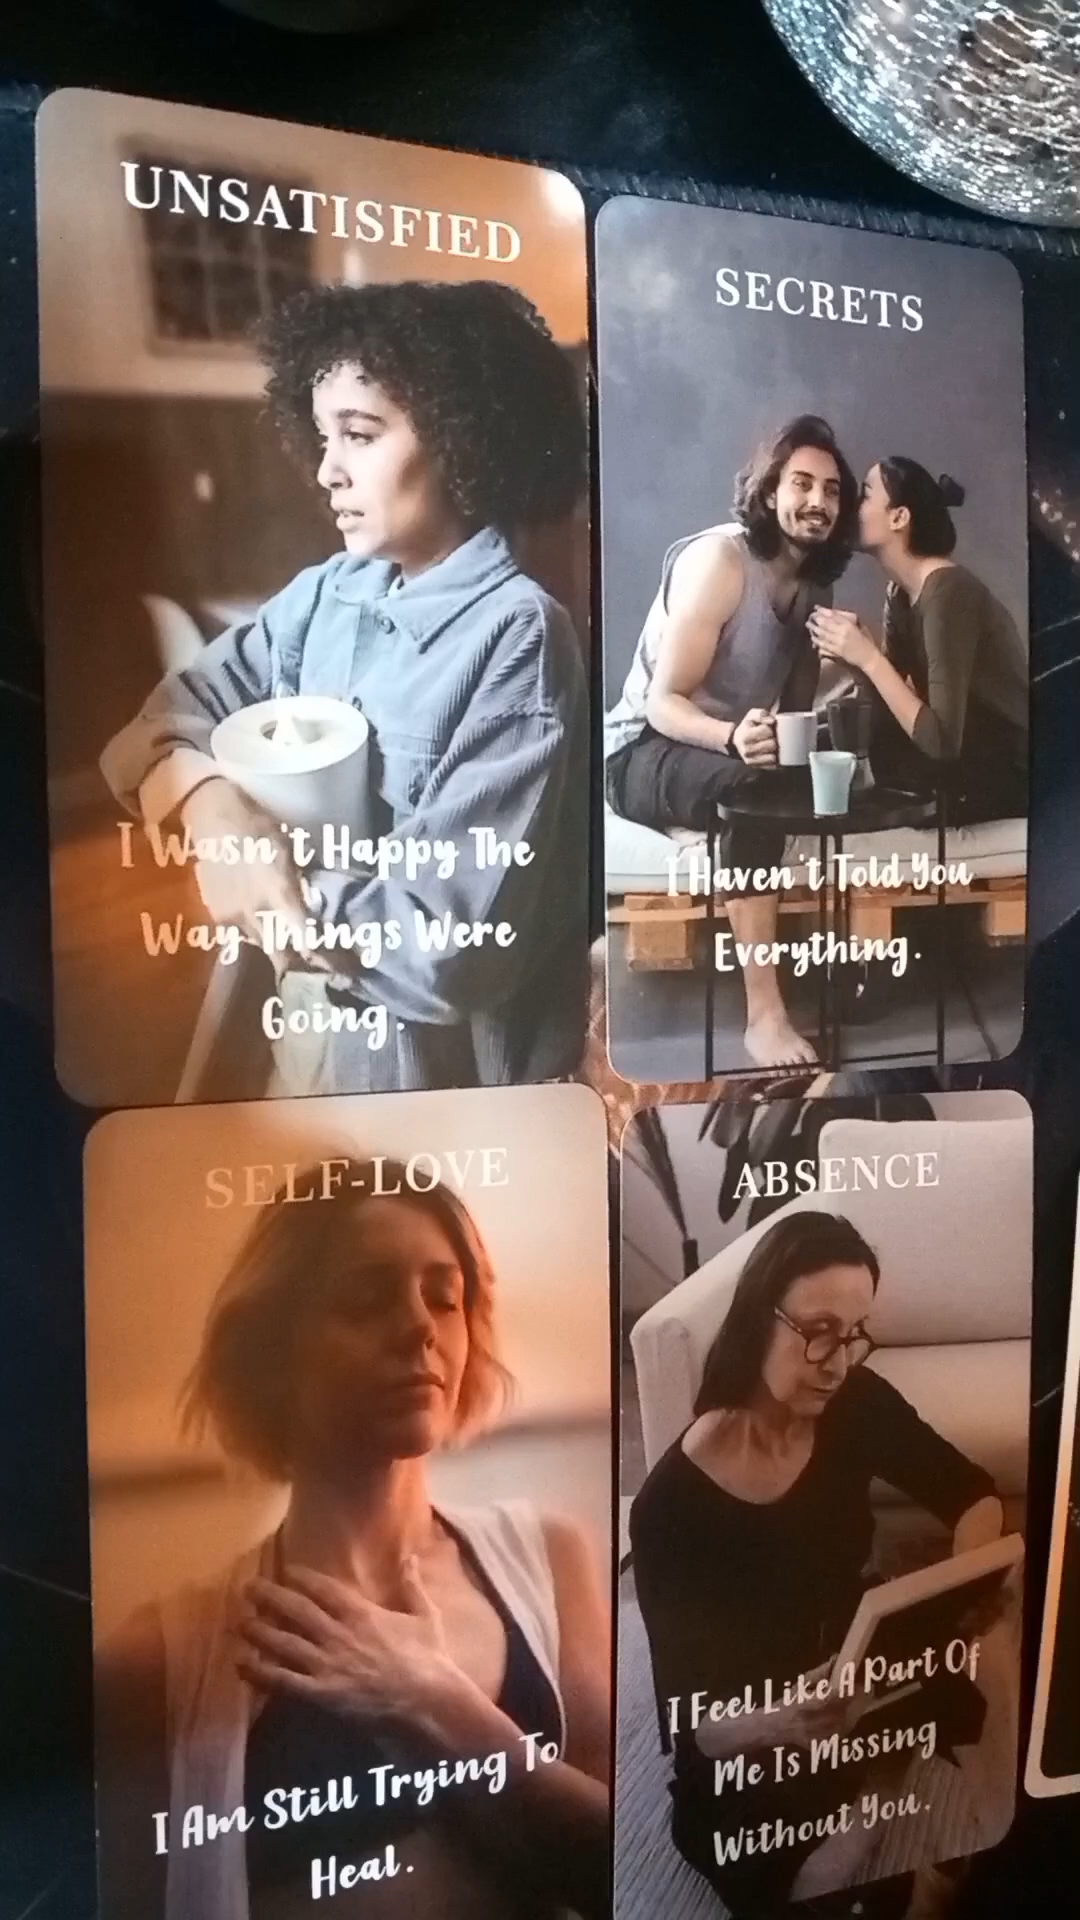 UNSATISFIED
I Wasn't Happy The
Way Things Were
Going.
SECRETS
I Haven't Told You
Everything.
SELF-LOVE
I Am Still Trying To
Heal.
ABSENCE
I Feel Like A Part Of
Me Is Missing
Without You.